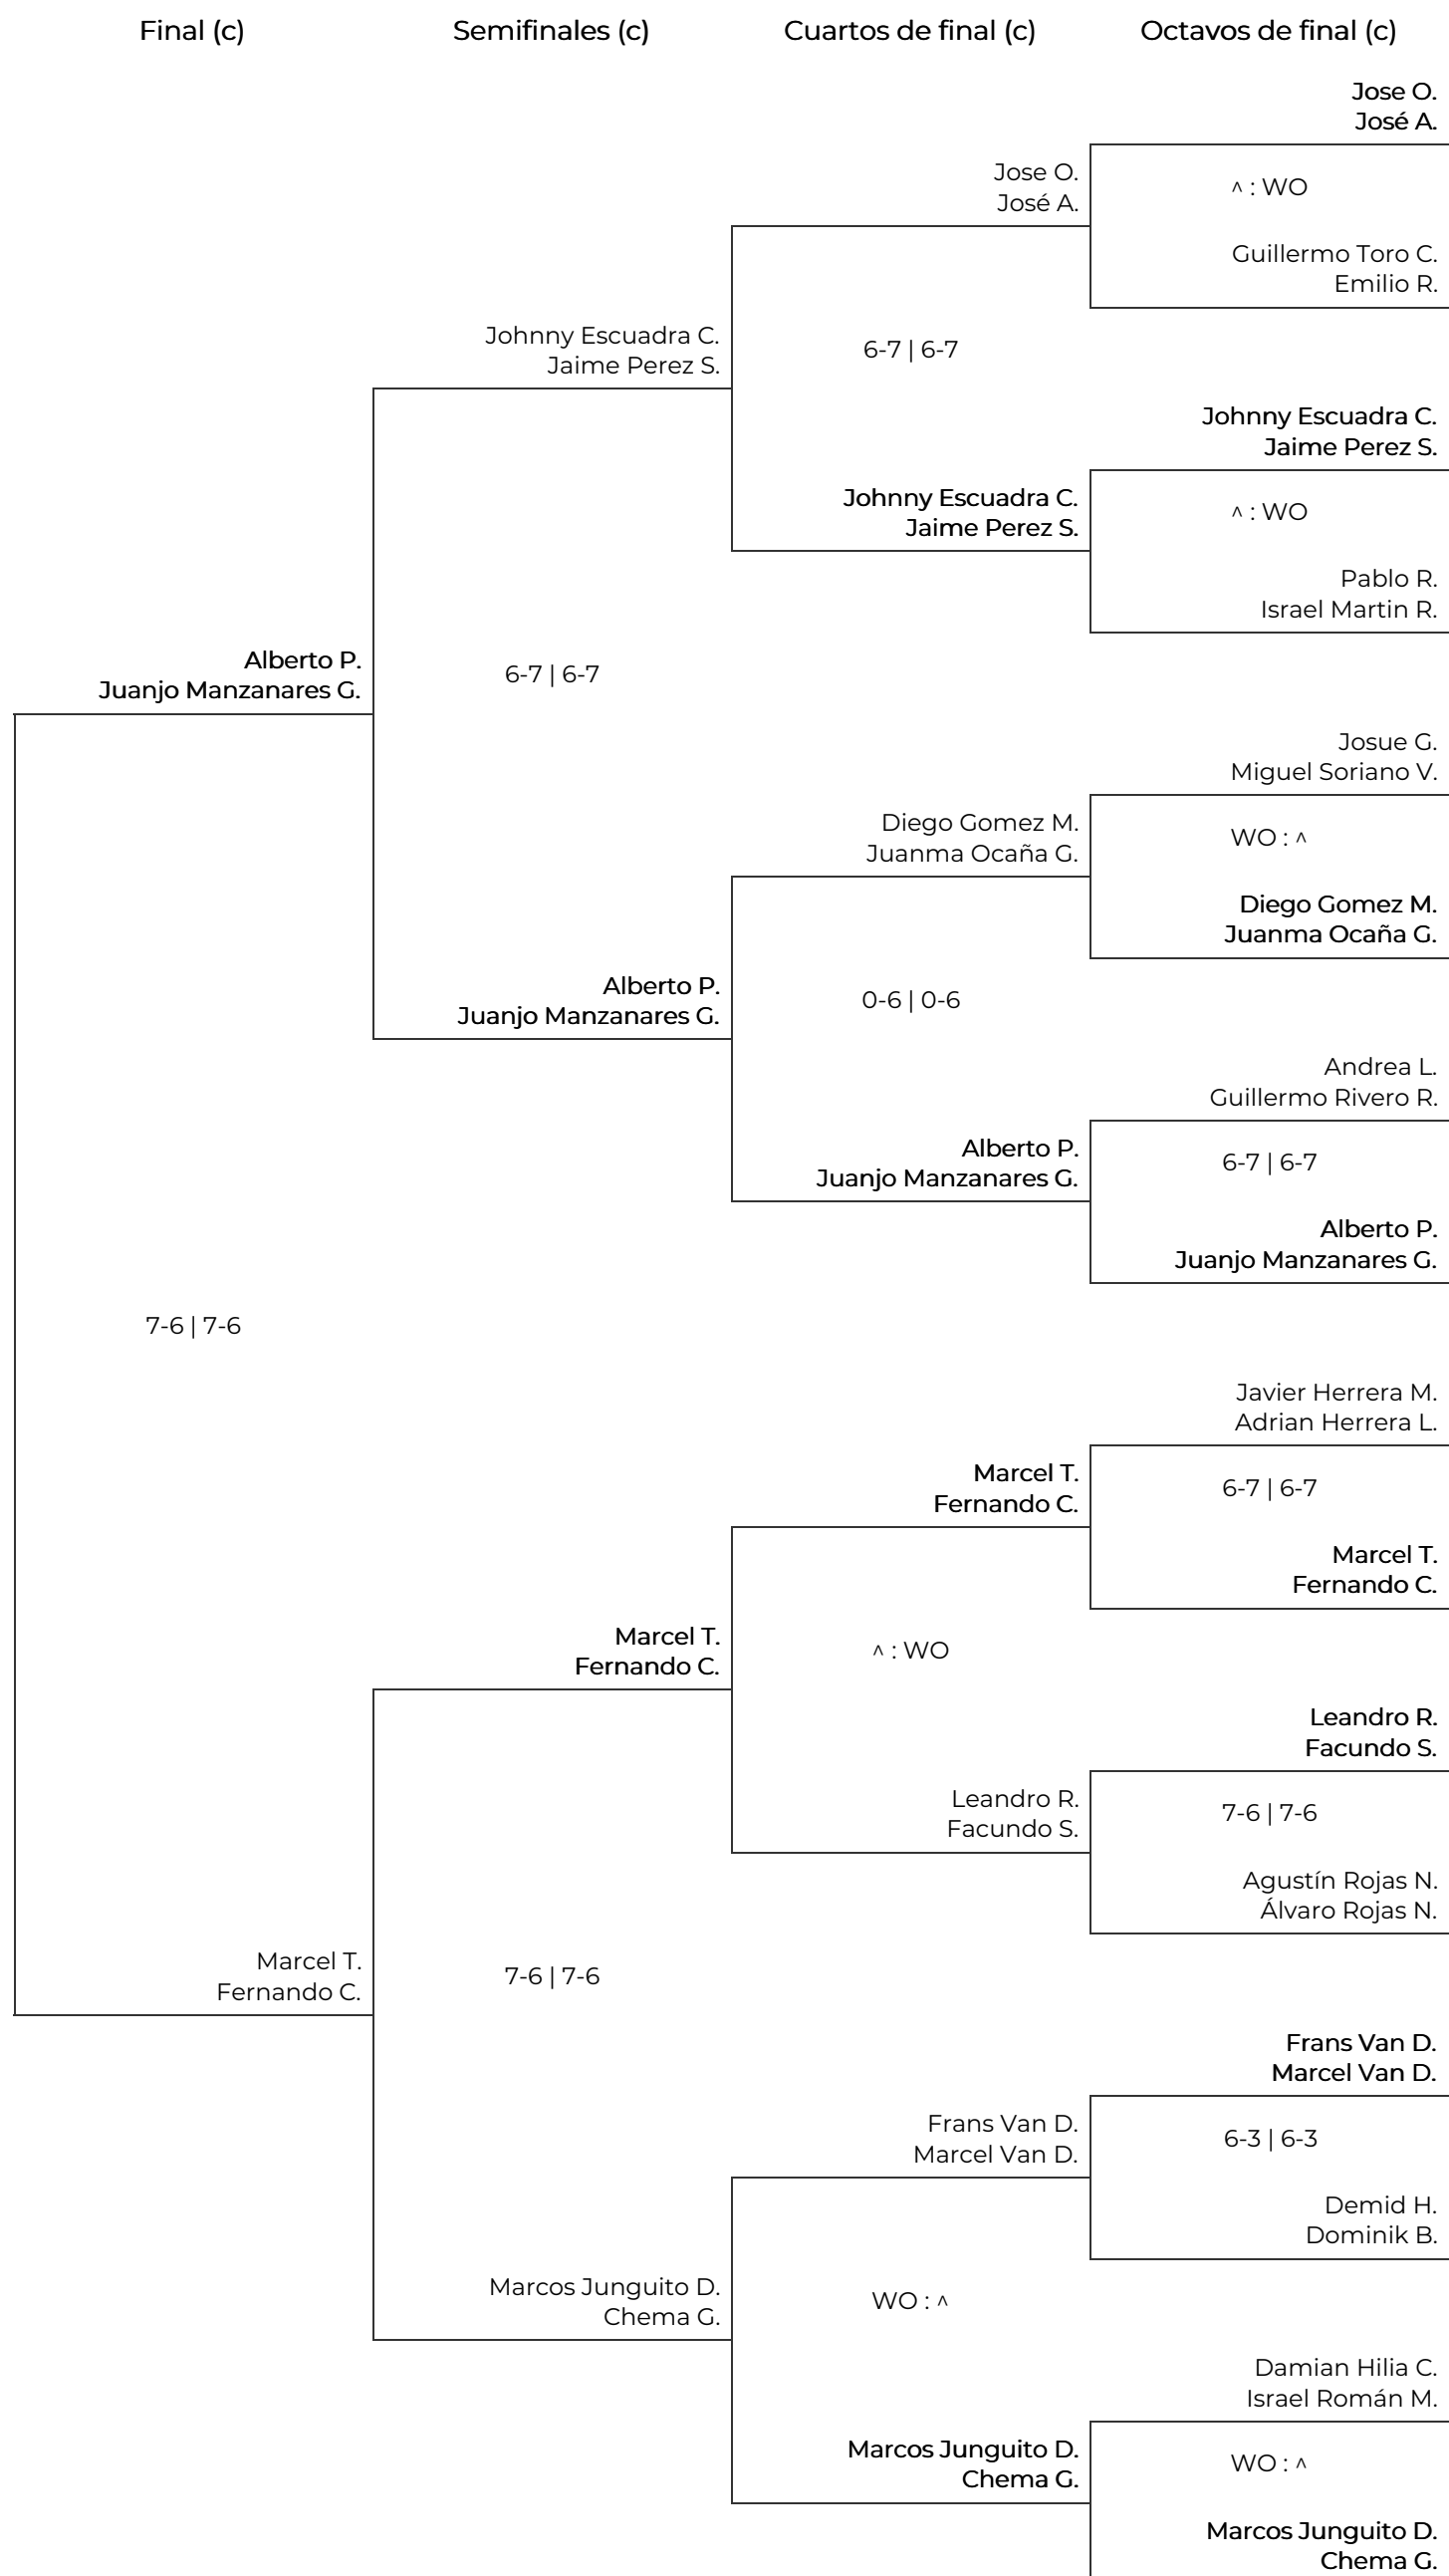 Final (c)
Semifinales (c)
Cuartos de final (c)
Octavos de final (c)
Jose O.
José A.
^ : WO
Guillermo Toro C.
Emilio R.
Jose O.
José A.
6-7 | 6-7
Johnny Escuadra C.
Jaime Perez S.
Johnny Escuadra C.
Jaime Perez S.
^ : WO
Pablo R.
Israel Martin R.
Johnny Escuadra C.
Jaime Perez S.
6-7 | 6-7
Alberto P.
Juanjo Manzanares G.
Alberto P.
Juanjo Manzanares G.
Josue G.
Miguel Soriano V.
WO : ^
Diego Gomez M.
Juanma Ocaña G.
Diego Gomez M.
Juanma Ocaña G.
0-6 | 0-6
Alberto P.
Juanjo Manzanares G.
Andrea L.
Guillermo Rivero R.
6-7 | 6-7
Alberto P.
Juanjo Manzanares G.
7-6 | 7-6
Javier Herrera M.
Adrian Herrera L.
6-7 | 6-7
Marcel T.
Fernando C.
Marcel T.
Fernando C.
^ : WO
Leandro R.
Facundo S.
Leandro R.
Facundo S.
7-6 | 7-6
Agustín Rojas N.
Álvaro Rojas N.
Marcel T.
Fernando C.
7-6 | 7-6
Marcos Junguito D.
Chema G.
Marcel T.
Fernando C.
Frans Van D.
Marcel Van D.
6-3 | 6-3
Demid H.
Dominik B.
Frans Van D.
Marcel Van D.
WO : ^
Marcos Junguito D.
Chema G.
Damian Hilia C.
Israel Román M.
WO : ^
Marcos Junguito D.
Chema G.